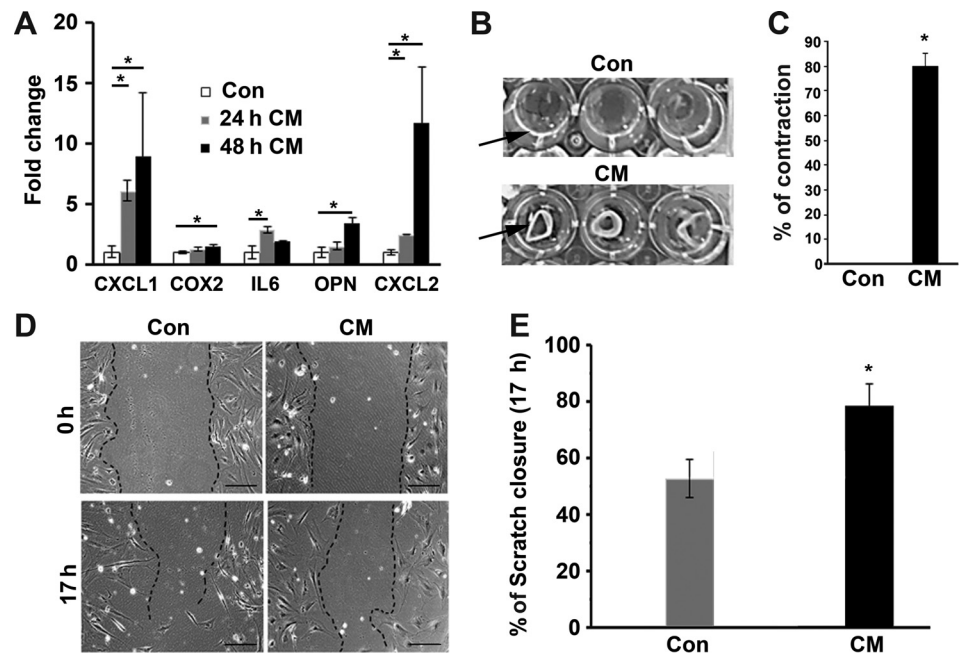 A
Fold change
20
15
10
5
0
Con
24 h CM
48 h CM
* * * * * * *
CXCL1 COX2 IL6 OPN CXCL2
B
Con
CM
C
% of contraction
90
80
70
60
50
40
30
20
10
0
*
Con CM
D
Con CM
0 h
17 h
E
% of Scratch closure (17 h)
100
80
60
40
20
0
*
Con CM